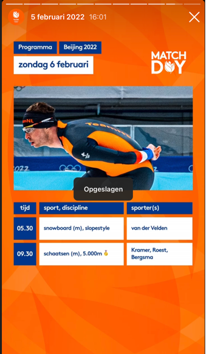 5 februari 2022 16:01
Programma Beijing 2022
zondag 6 februari
MATCH
DAY
Opgeslagen
tijd sport, discipline sporter(s)
05.30 snowboard (m), slopestyle van der Velden
09.30 schaatsen (m), 5.000m Kramer, Roest,
Bergsma